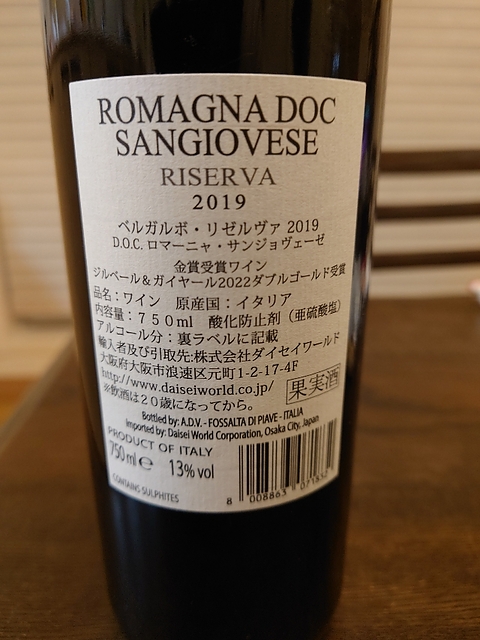 ROMAGNA DOC
SANGIOVESE
RISERVA
2019
ベルガルボ・リゼルヴァ 2019
D.O.C. ロマーニャ・サンジョヴェーゼ
金賞受賞ワイン
ジルベール＆ガイヤール2022ダブルゴールド受賞
品名：ワイン 原産国：イタリア
内容量：７５０ml 酸化防止剤（亜硫酸塩）
アルコール分：裏ラベルに記載
輸入者及び引取先:株式会社ダイセイワールド
大阪府大阪市浪速区元町1-2-17-4F
http://www.daiseiworld.co.jp/
果実酒
※飲酒は２０歳になってから。
Bottled by: A.D.V. - FOSSALTA DI PIAVE - ITALIA
Imported by: Daisei World Corporation, Osaka City, Japan
PRODUCT OF ITALY
750 ml ℮ 13% vol
CONTAINS SULPHITES
8 008863